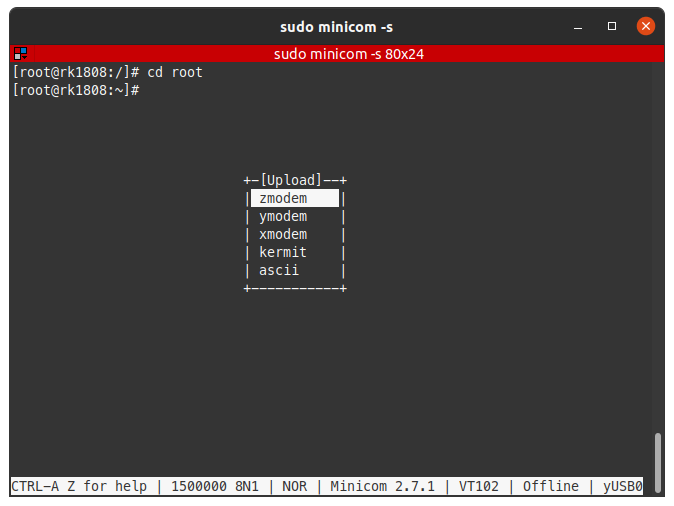 sudo minicom -s
sudo minicom -s 80x24
[root@rk1808:/]# cd root
[root@rk1808:~]#
+-[Upload]--+
| zmodem    |
| ymodem    |
| xmodem    |
| kermit    |
| ascii     |
+-----------+
CTRL-A Z for help | 1500000 8N1 | NOR | Minicom 2.7.1 | VT102 | Offline | yUSB0